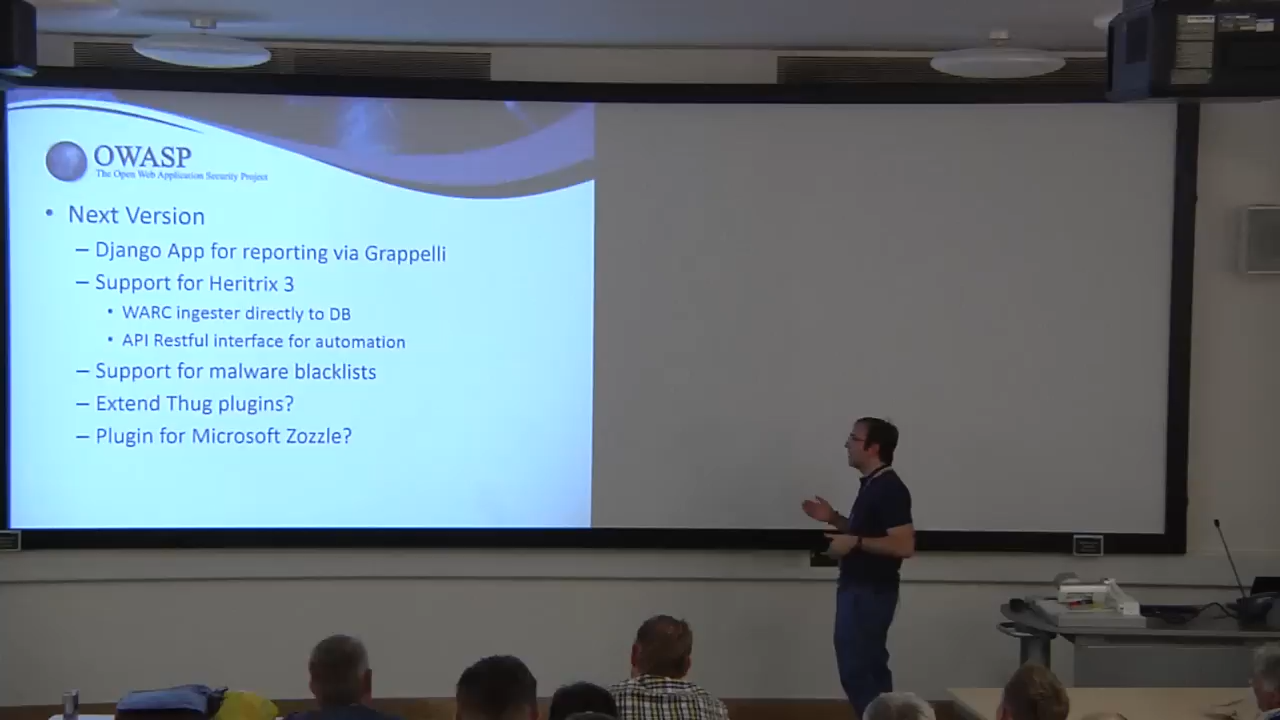 OWASP
The Open Web Application Security Project
• Next Version
– Django App for reporting via Grappelli
– Support for Heritrix 3
• WARC ingester directly to DB
• API Restful interface for automation
– Support for malware blacklists
– Extend Thug plugins?
– Plugin for Microsoft Zozzle?